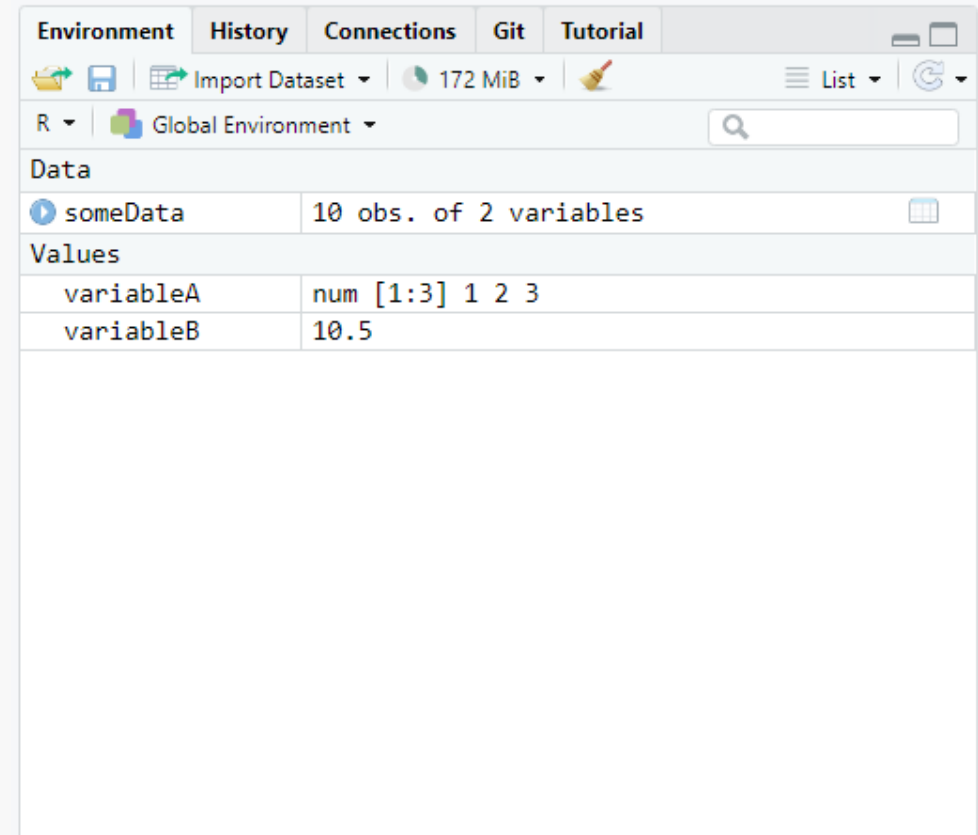 Environment History Connections Git Tutorial
Import Dataset 172 MiB List
R Global Environment
Data
someData 10 obs. of 2 variables
Values
variableA num [1:3] 1 2 3
variableB 10.5